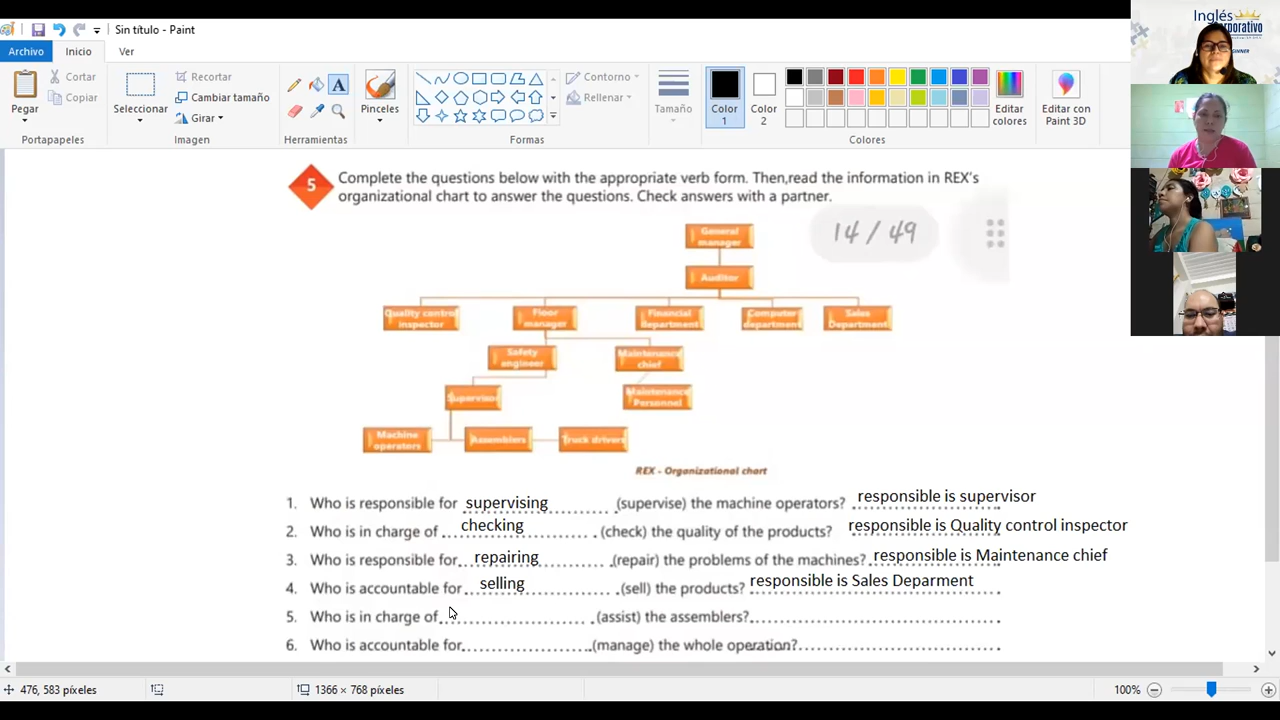 Sin título - Paint
Archivo Inicio Ver
Pegar
Cortar
Copiar
Portapapeles
Seleccionar
Recortar
Cambiar tamaño
Girar
Imagen
A
Herramientas
Pinceles
Contorno
Rellenar
Formas
Tamaño
Color
1
Color
2
Editar
colores
Editar con
Paint 3D
Colores
Inglés
5
Complete the questions below with the appropriate verb form. Then,read the information in REX's
organizational chart to answer the questions. Check answers with a partner.
14 / 49
General
manager
Auditor
Quality control
inspector
Floor
manager
Financial
department
Computer
department
Sales
Department
Safety
engineer
Maintenance
chief
Supervisor
Maintenance
Personnel
Machine
operators
Assemblers
Truck drivers
REX - Organizational chart
1. Who is responsible for supervising (supervise) the machine operators? responsible is supervisor
2. Who is in charge of checking (check) the quality of the products? responsible is Quality control inspector
3. Who is responsible for repairing (repair) the problems of the machines? responsible is Maintenance chief
4. Who is accountable for selling (sell) the products? responsible is Sales Deparment
5. Who is in charge of (assist) the assemblers?
6. Who is accountable for (manage) the whole operation?
476, 583 píxeles
1366 × 768 píxeles
100%